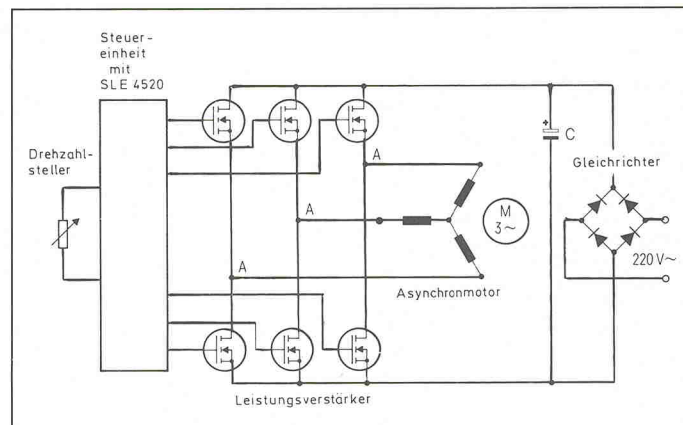 Steuer-
einheit
mit
SLE 4520
Drehzahl-
steller
A
A
A
+
C
Gleichrichter
M
3~
220 V~
Asynchronmotor
Leistungsverstärker